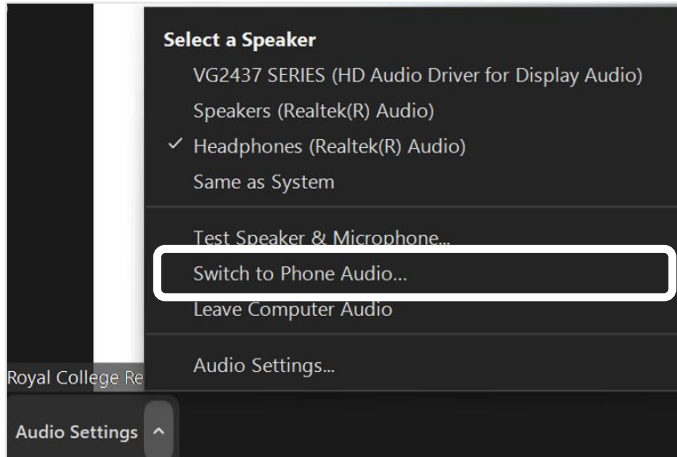 Select a Speaker
VG2437 SERIES (HD Audio Driver for Display Audio)
Speakers (Realtek(R) Audio)
Headphones (Realtek(R) Audio)
Same as System
Test Speaker & Microphone...
Switch to Phone Audio...
Leave Computer Audio
Audio Settings...
Royal College Re
Audio Settings